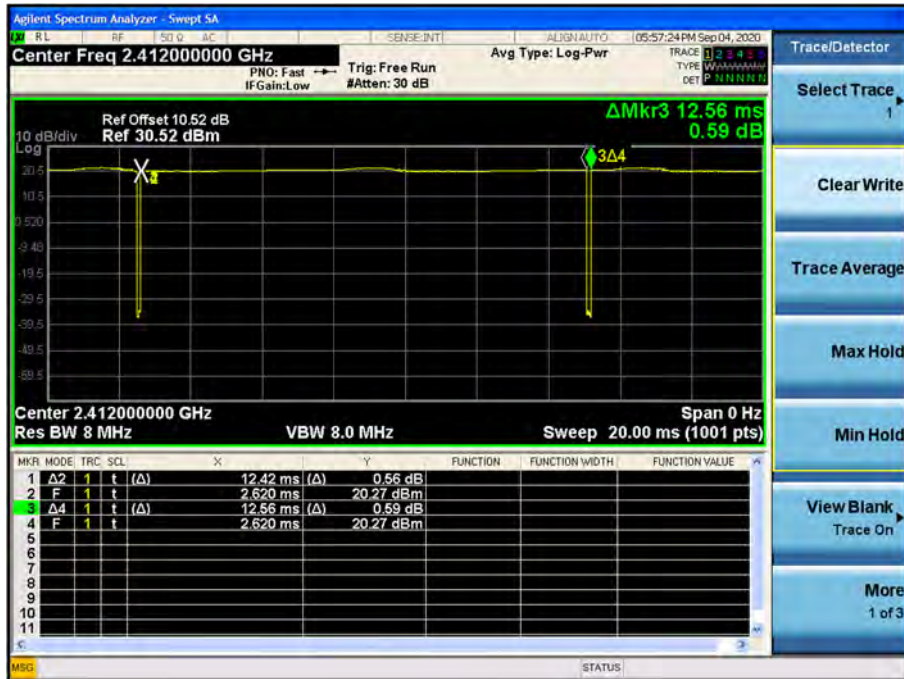 Agilent Spectrum Analyzer - Swept SA
LXI RL RF 50 Ω AC SENSE:INT ALIGN AUTO 05:57:24 PM Sep 04, 2020
Center Freq 2.412000000 GHz
PNO: Fast
IFGain:Low
Trig: Free Run
#Atten: 30 dB
Avg Type: Log-Pwr
TRACE 1 2 3 4 5 6
TYPE
DET P N N N N N
ΔMkr3 12.56 ms
0.59 dB
Ref Offset 10.52 dB
10 dB/div Ref 30.52 dBm
Log
3Δ4
20.5
10.5
0.520
-9.48
-19.5
-29.5
-39.5
-49.5
-59.5
Center 2.412000000 GHz Span 0 Hz
Res BW 8 MHz VBW 8.0 MHz Sweep 20.00 ms (1001 pts)
MKR MODE TRC SCL X Y FUNCTION FUNCTION WIDTH FUNCTION VALUE
1 Δ2 1 t (Δ) 12.42 ms (Δ) 0.56 dB
2 F 1 t 2.620 ms 20.27 dBm
3 Δ4 1 t (Δ) 12.56 ms (Δ) 0.59 dB
4 F 1 t 2.620 ms 20.27 dBm
5
6
7
8
9
10
11
MSG STATUS
Trace/Detector
Select Trace
1
Clear Write
Trace Average
Max Hold
Min Hold
View Blank
Trace On
More
1 of 3